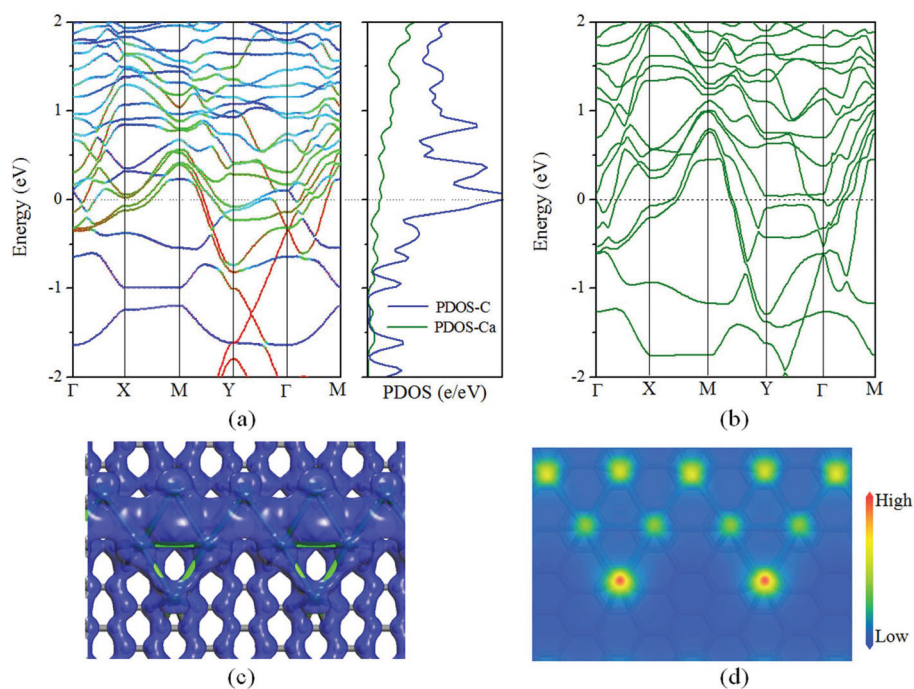 2
1
0
-1
-2
Energy (eV)
Γ X M Y Γ M
PDOS-C
PDOS-Ca
PDOS (e/eV)
(a)
2
1
0
-1
-2
Energy (eV)
Γ X M Y Γ M
(b)
(c)
High
Low
(d)